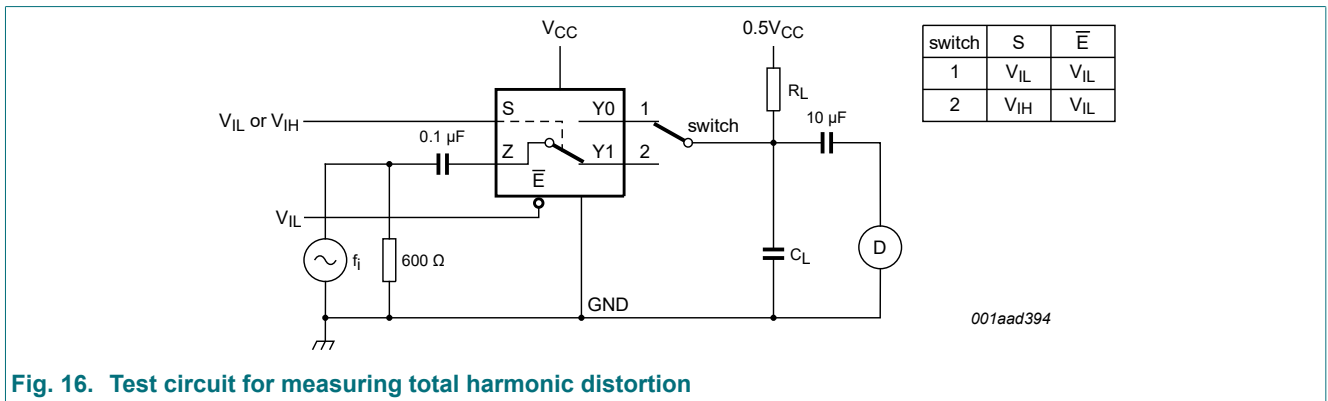 VCC
0.5VCC
switch S E̅
1 VIL VIL
2 VIH VIL
S
Y0
1
RL
VIL or VIH
switch
10 µF
0.1 µF
Z
Y1
2
E̅
VIL
fi
600 Ω
CL
D
GND
001aad394
Fig. 16. Test circuit for measuring total harmonic distortion